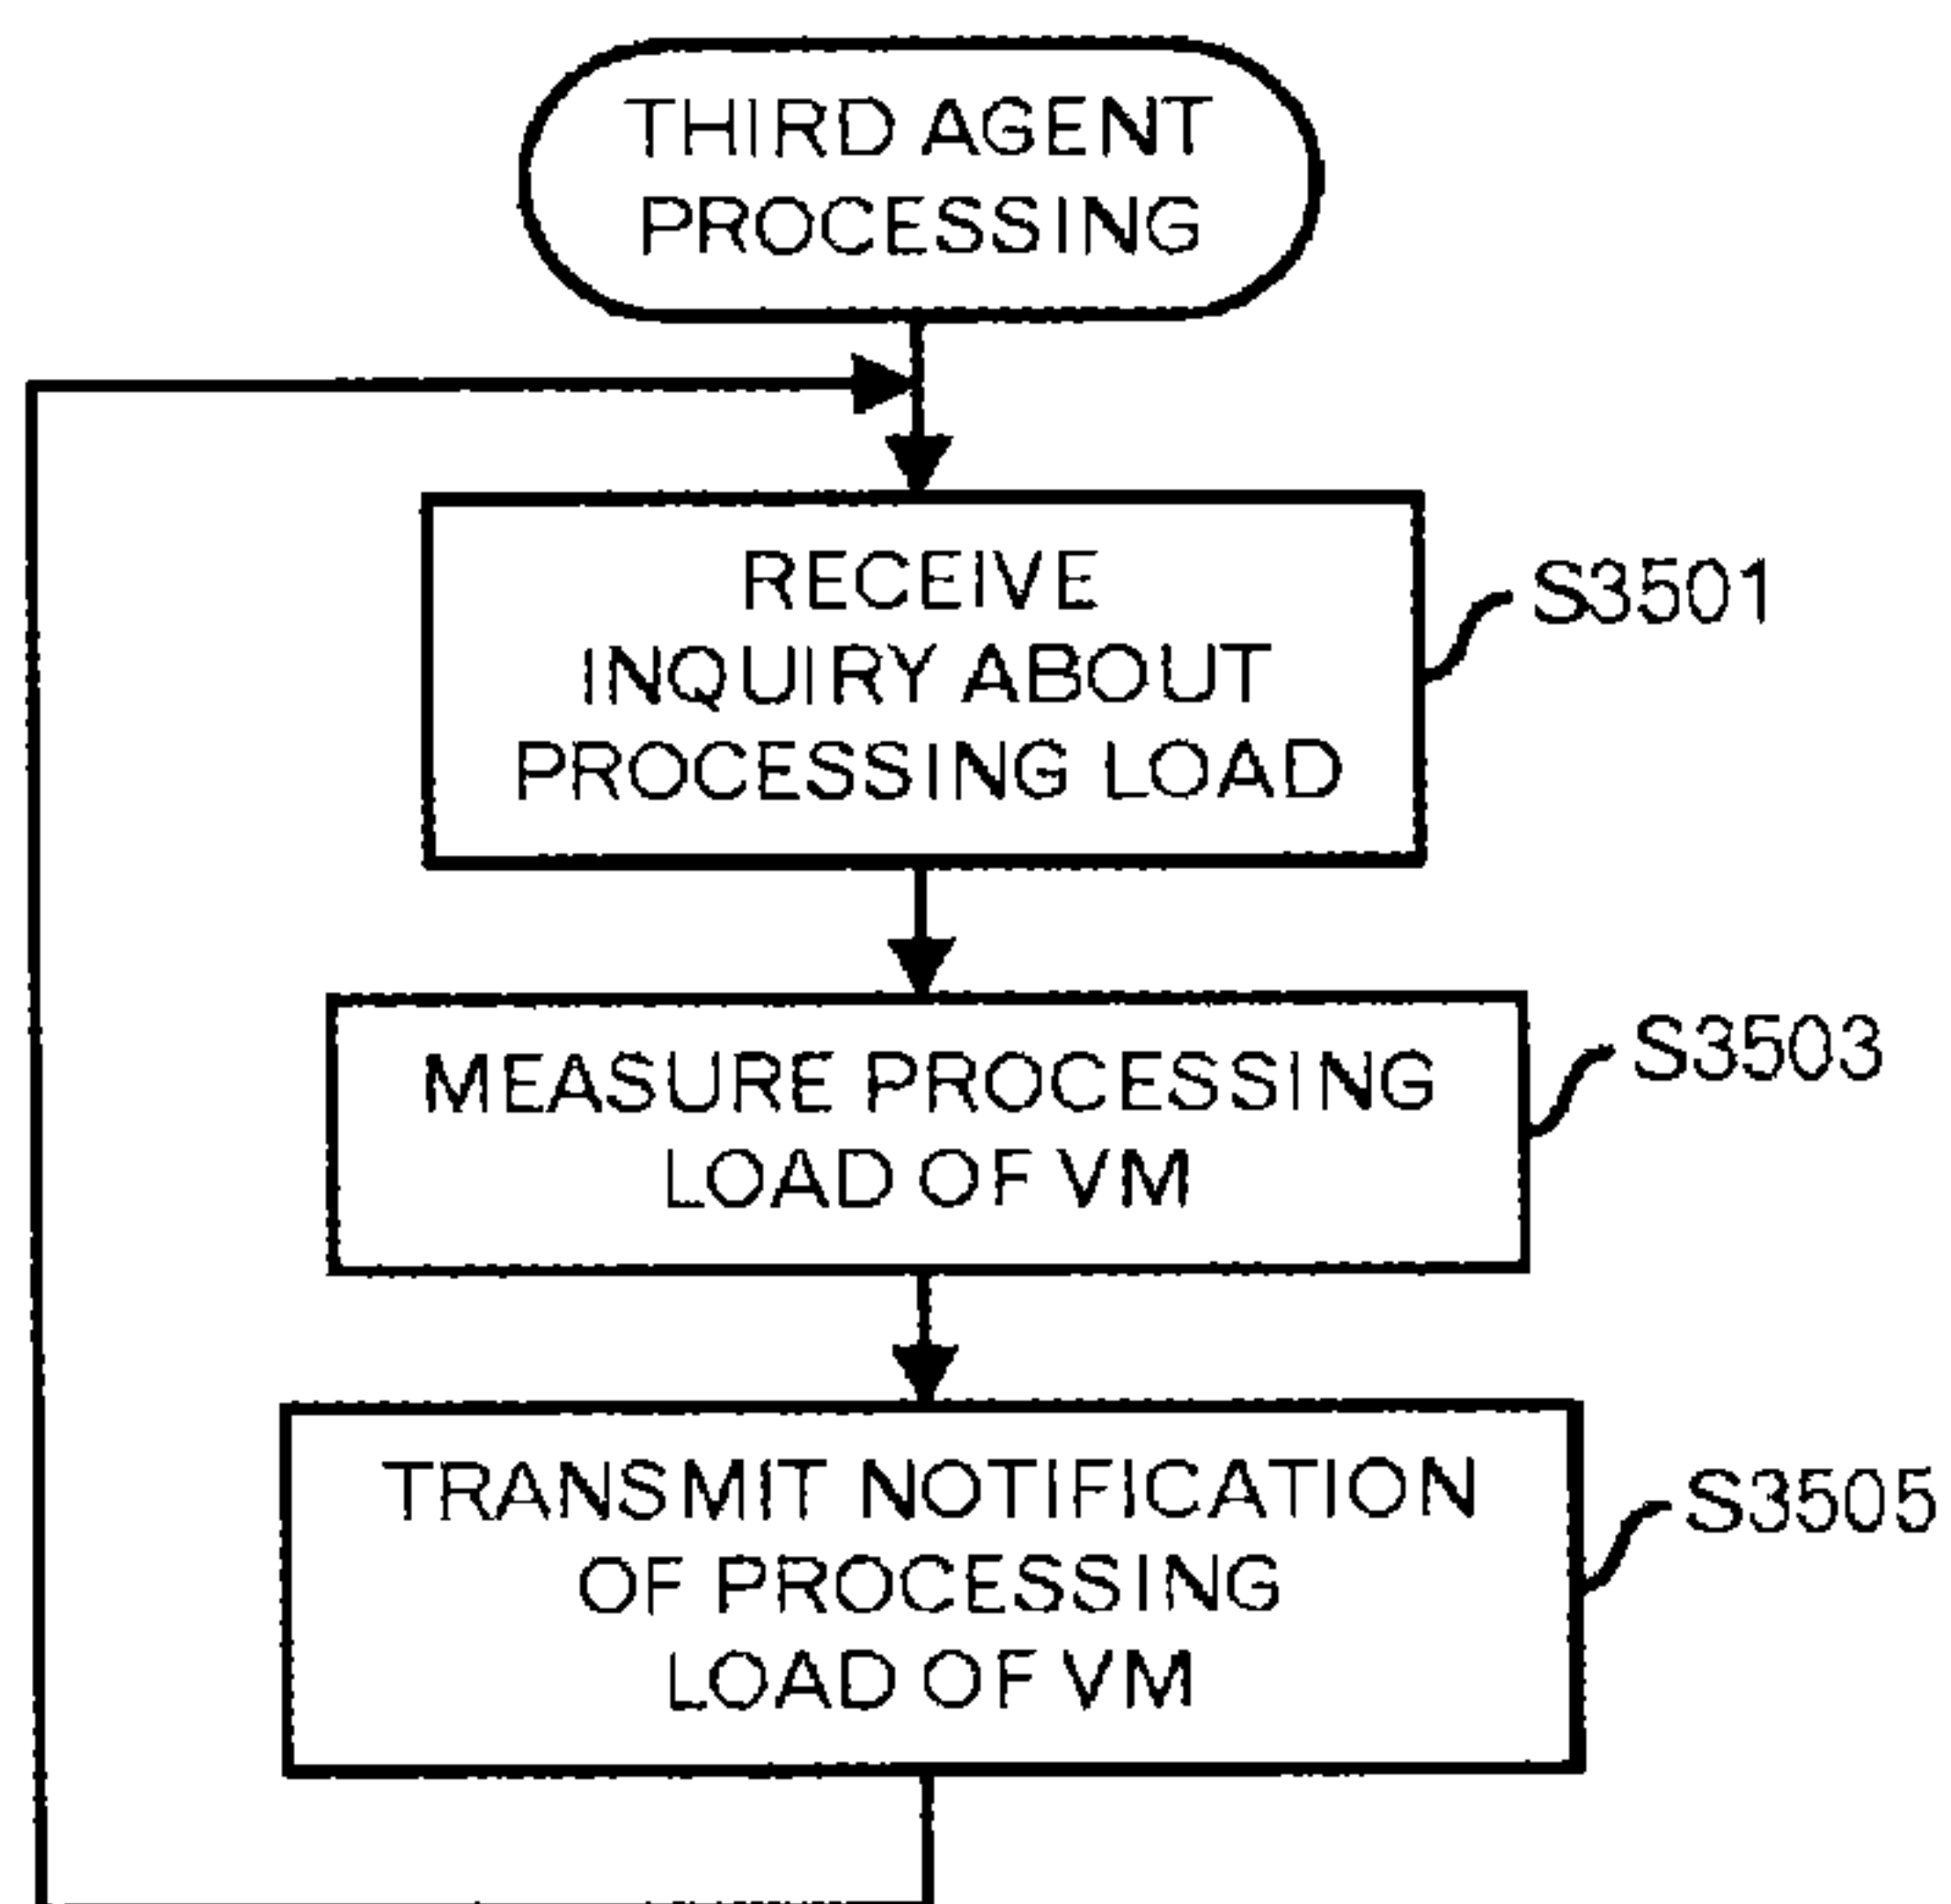 THIRD AGENT
PROCESSING
RECEIVE
INQUIRY ABOUT
PROCESSING LOAD
S3501
MEASURE PROCESSING
LOAD OF VM
S3503
TRANSMIT NOTIFICATION
OF PROCESSING
LOAD OF VM
S3505